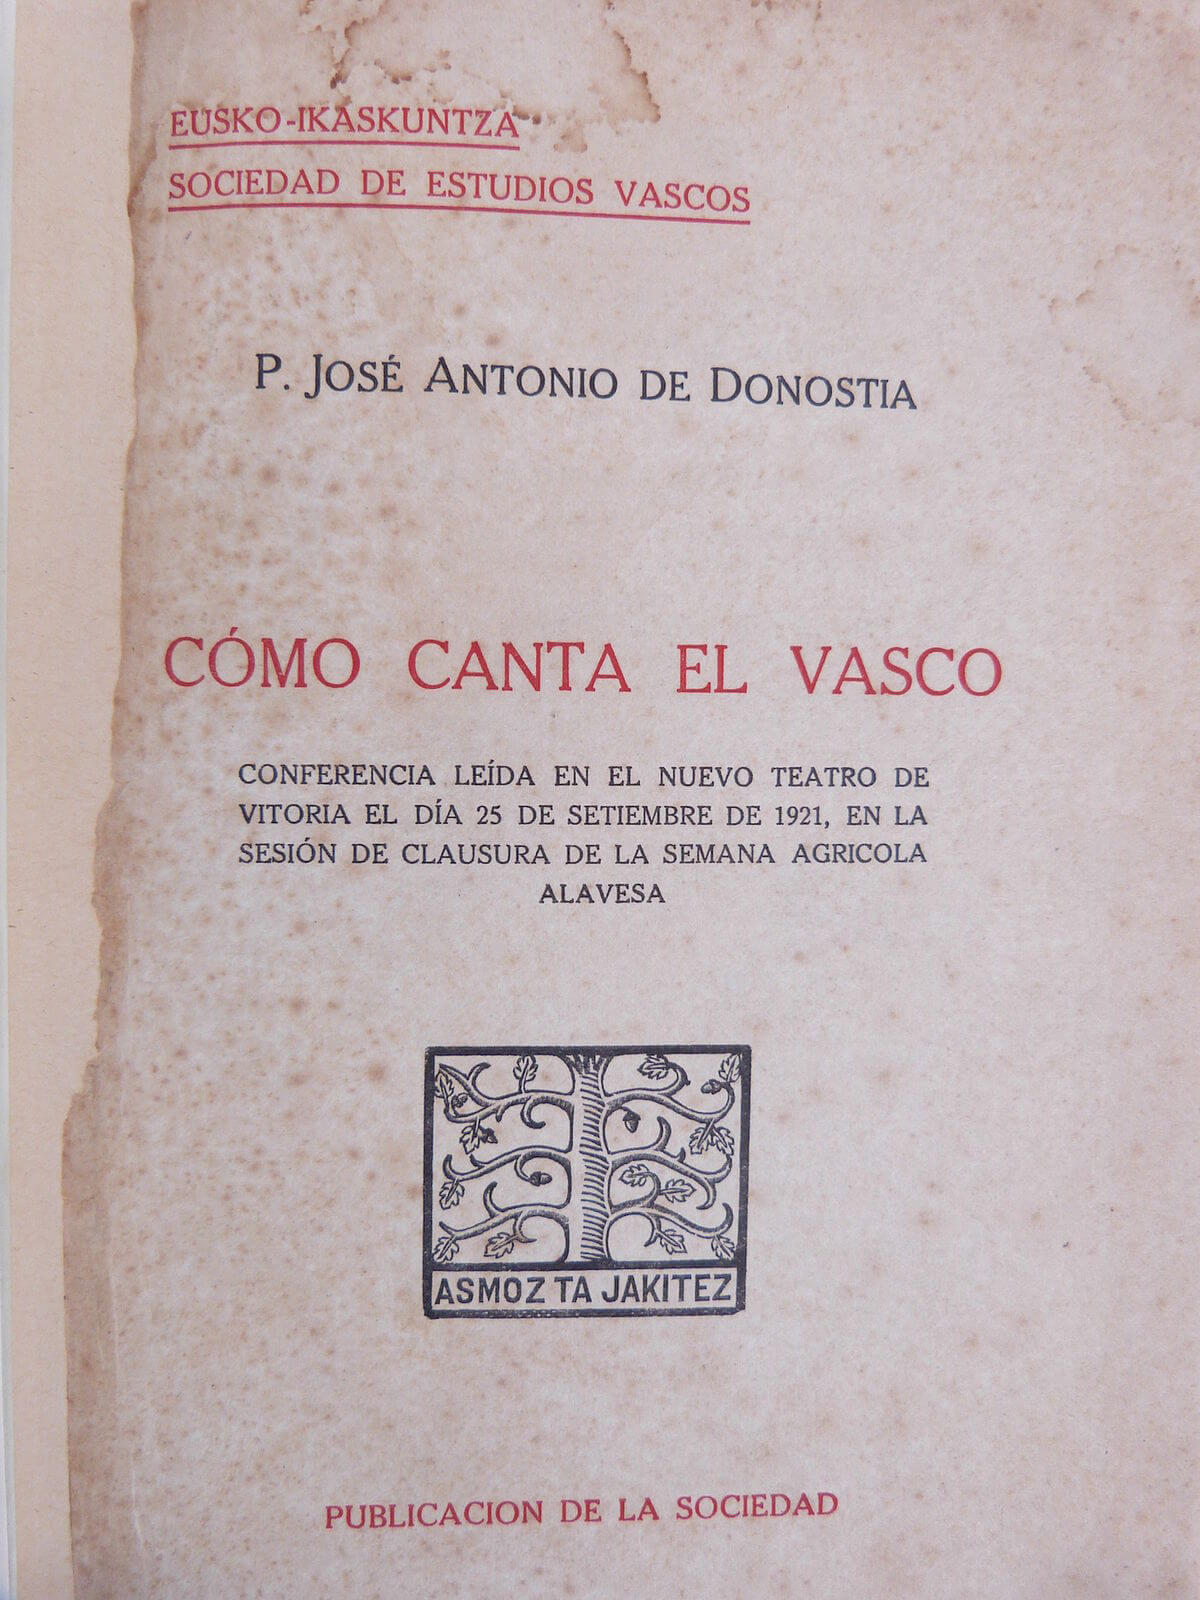 EUSKO-IKASKUNTZA
SOCIEDAD DE ESTUDIOS VASCOS
P. JOSÉ ANTONIO DE DONOSTIA
CÓMO CANTA EL VASCO
CONFERENCIA LEÍDA EN EL NUEVO TEATRO DE
VITORIA EL DÍA 25 DE SETIEMBRE DE 1921, EN LA
SESIÓN DE CLAUSURA DE LA SEMANA AGRICOLA
ALAVESA
ASMOZ TA JAKITEZ
PUBLICACION DE LA SOCIEDAD